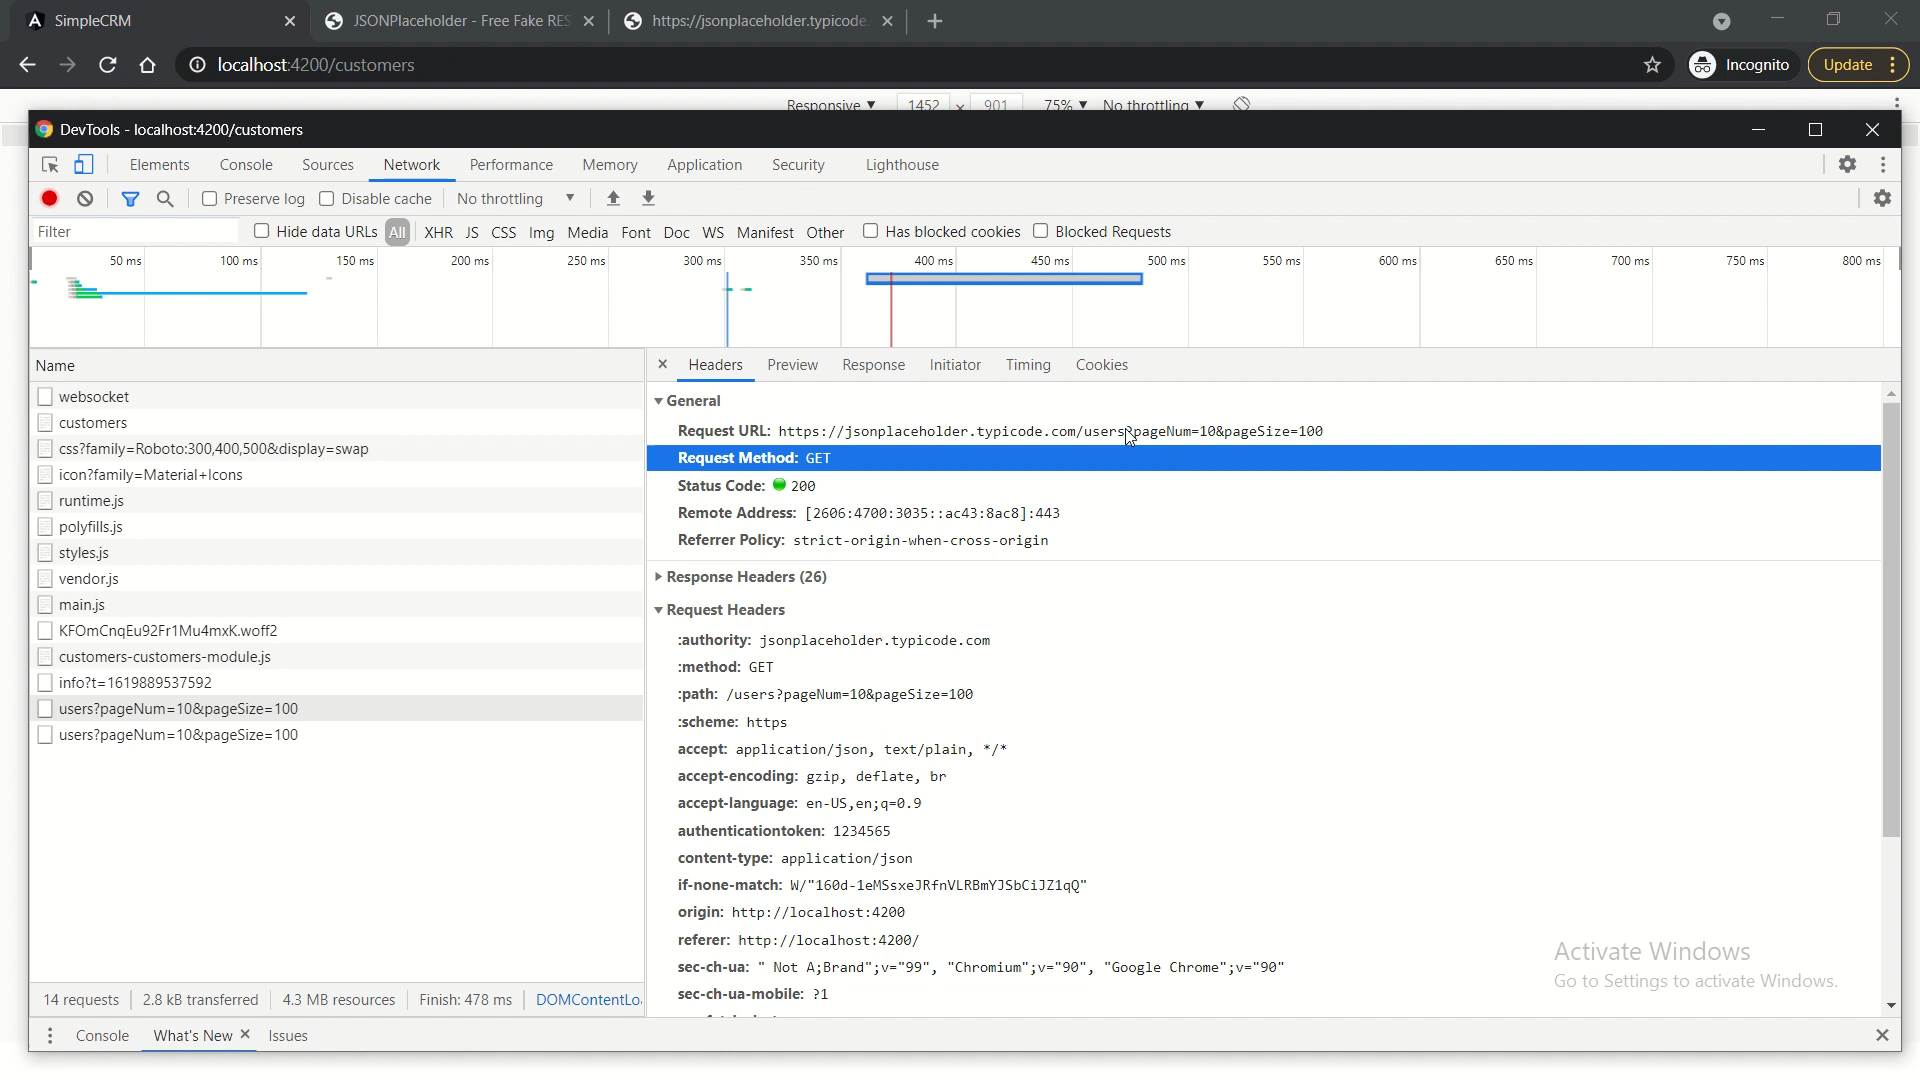 SimpleCRM
JSONPlaceholder - Free Fake RES
https://jsonplaceholder.typicode.
localhost:4200/customers
Incognito
Update
Responsive
1452
×
901
75%
No throttling
DevTools - localhost:4200/customers
Elements
Console
Sources
Network
Performance
Memory
Application
Security
Lighthouse
Preserve log
Disable cache
No throttling
Filter
Hide data URLs
All
XHR
JS
CSS
Img
Media
Font
Doc
WS
Manifest
Other
Has blocked cookies
Blocked Requests
50 ms
100 ms
150 ms
200 ms
250 ms
300 ms
350 ms
400 ms
450 ms
500 ms
550 ms
600 ms
650 ms
700 ms
750 ms
800 ms
Name
websocket
customers
css?family=Roboto:300,400,500&display=swap
icon?family=Material+Icons
runtime.js
polyfills.js
styles.js
vendor.js
main.js
KFOmCnqEu92Fr1Mu4mxK.woff2
customers-customers-module.js
info?t=1619889537592
users?pageNum=10&pageSize=100
users?pageNum=10&pageSize=100
14 requests
2.8 kB transferred
4.3 MB resources
Finish: 478 ms
DOMContentLo
Headers
Preview
Response
Initiator
Timing
Cookies
General
Request URL: https://jsonplaceholder.typicode.com/users?pageNum=10&pageSize=100
Request Method: GET
Status Code: 200
Remote Address: [2606:4700:3035::ac43:8ac8]:443
Referrer Policy: strict-origin-when-cross-origin
Response Headers (26)
Request Headers
:authority: jsonplaceholder.typicode.com
:method: GET
:path: /users?pageNum=10&pageSize=100
:scheme: https
accept: application/json, text/plain, */*
accept-encoding: gzip, deflate, br
accept-language: en-US,en;q=0.9
authenticationtoken: 1234565
content-type: application/json
if-none-match: W/"160d-1eMSsxeJRfnVLRBmYJSbCiJZ1qQ"
origin: http://localhost:4200
referer: http://localhost:4200/
sec-ch-ua: " Not A;Brand";v="99", "Chromium";v="90", "Google Chrome";v="90"
sec-ch-ua-mobile: ?1
Activate Windows
Go to Settings to activate Windows.
Console
What's New
Issues